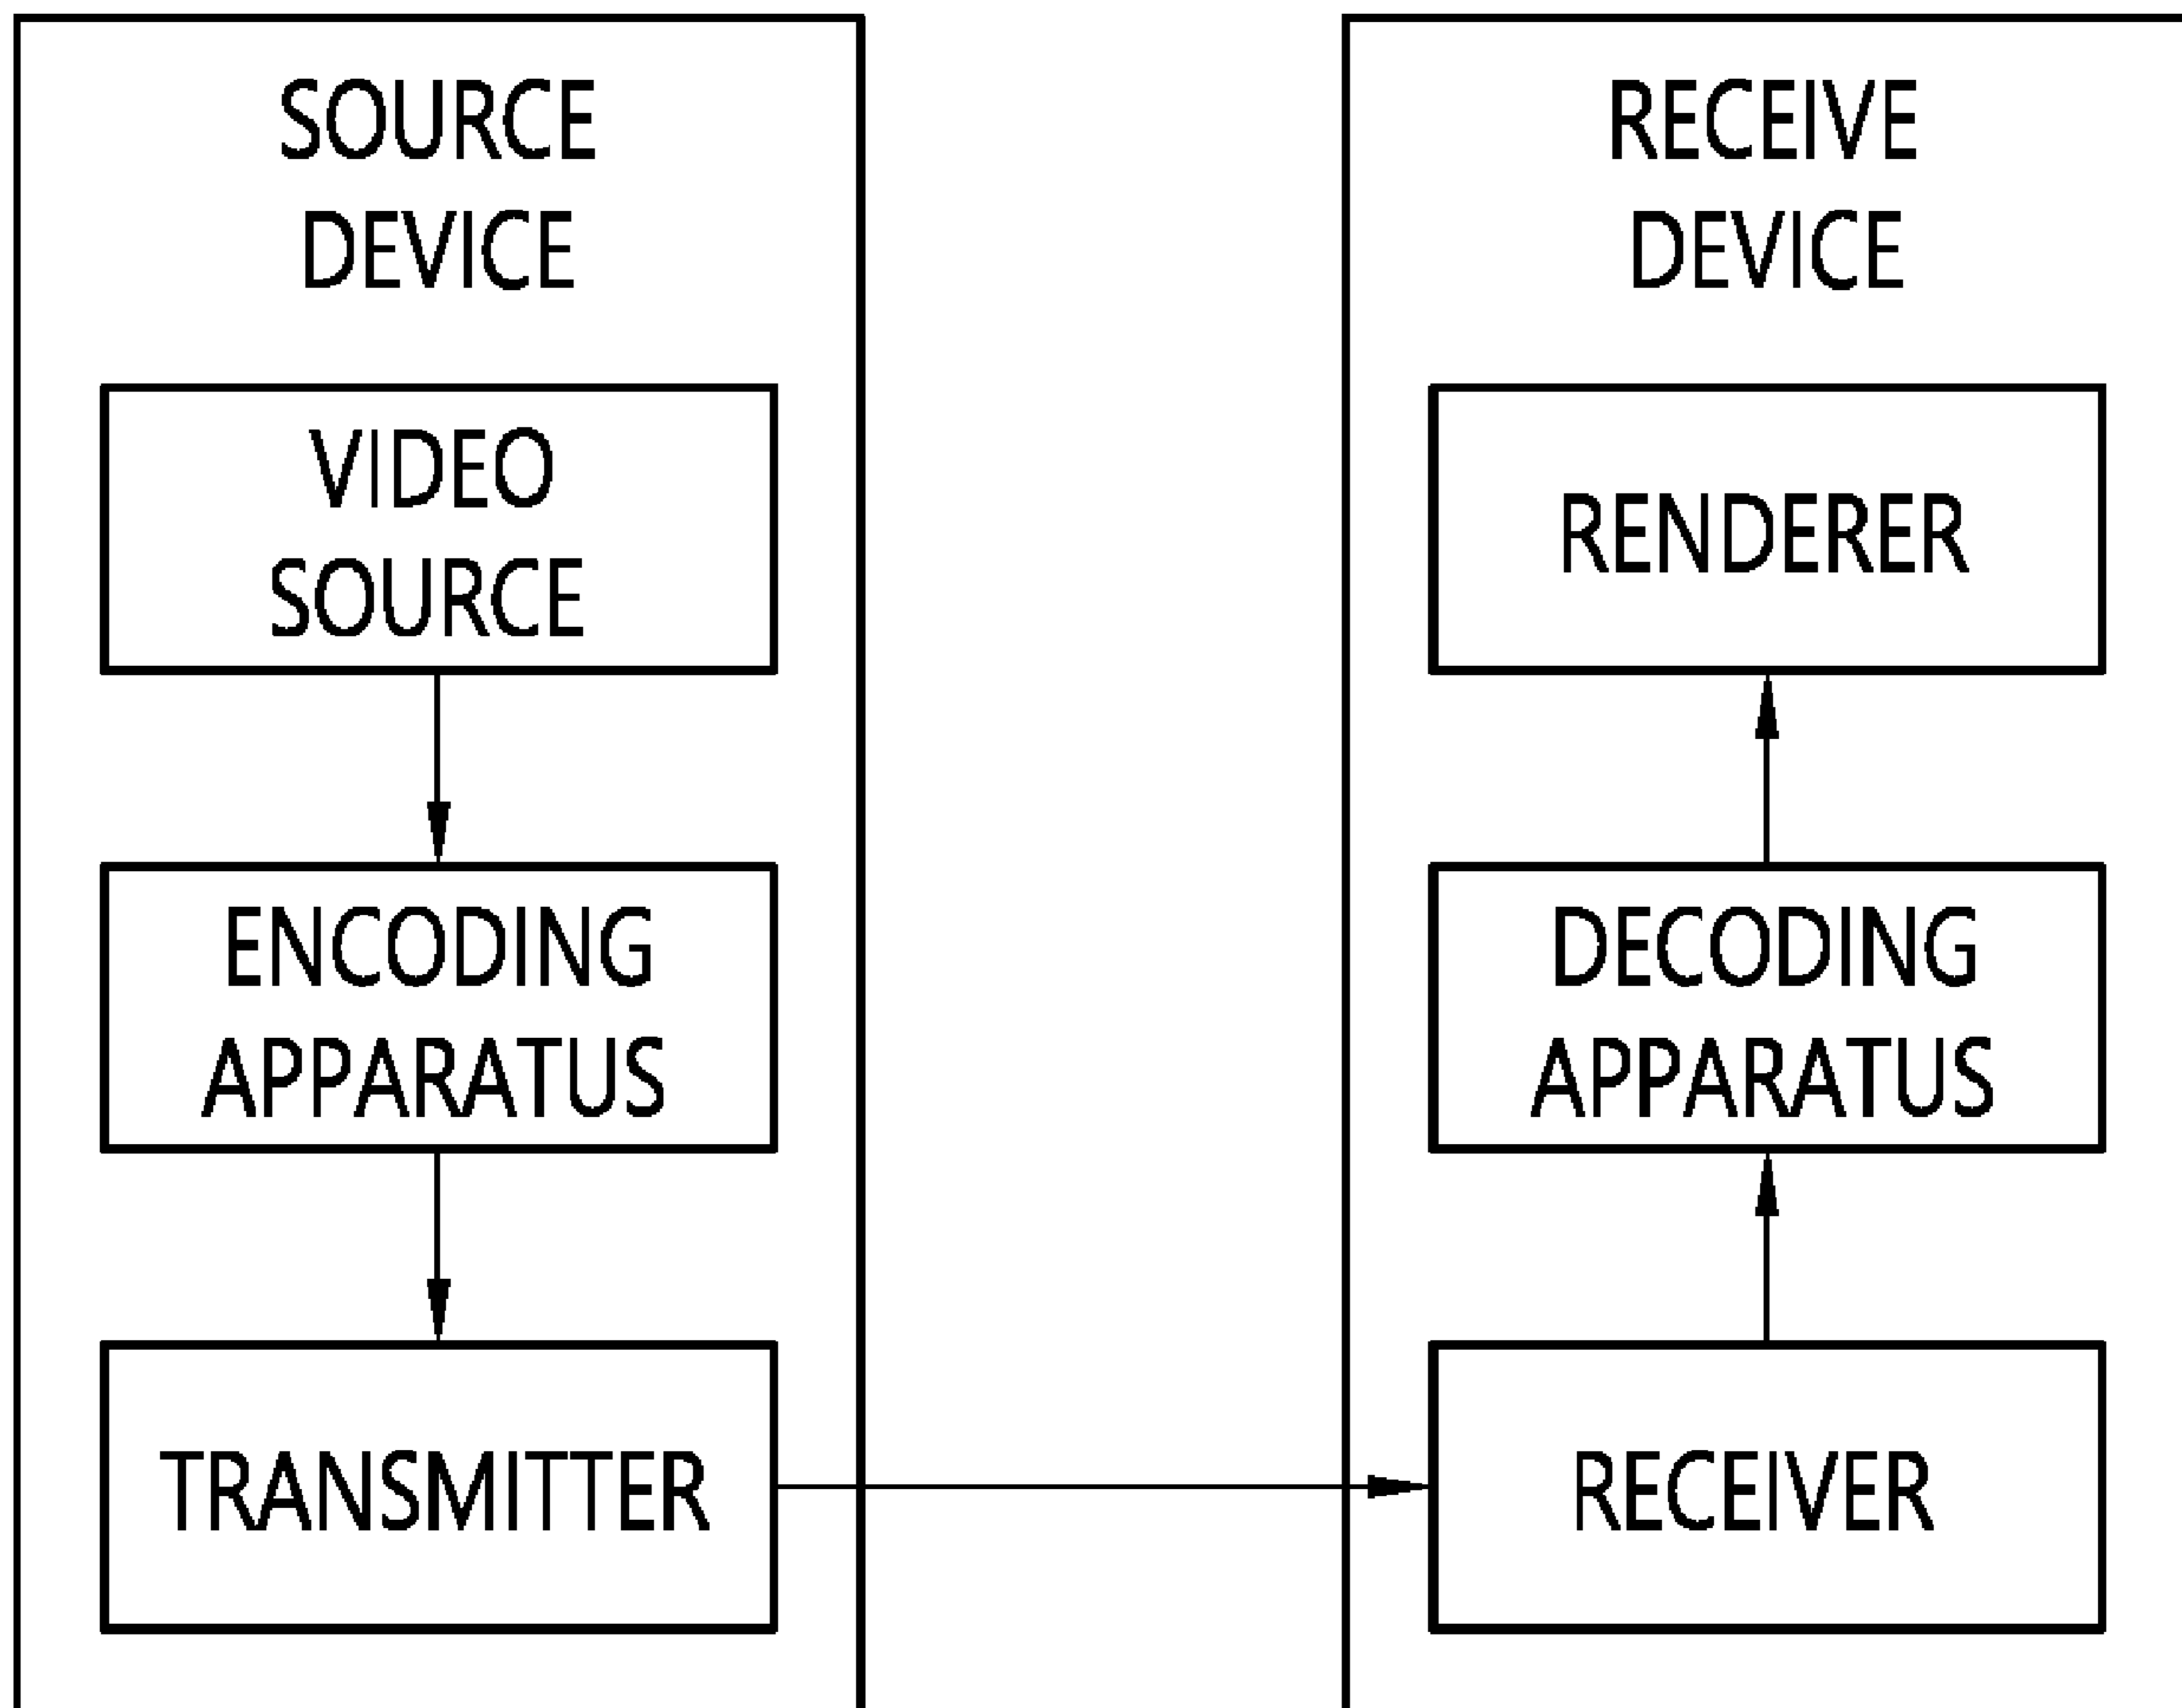 SOURCE
DEVICE
VIDEO
SOURCE
ENCODING
APPARATUS
TRANSMITTER
RECEIVE
DEVICE
RENDERER
DECODING
APPARATUS
RECEIVER